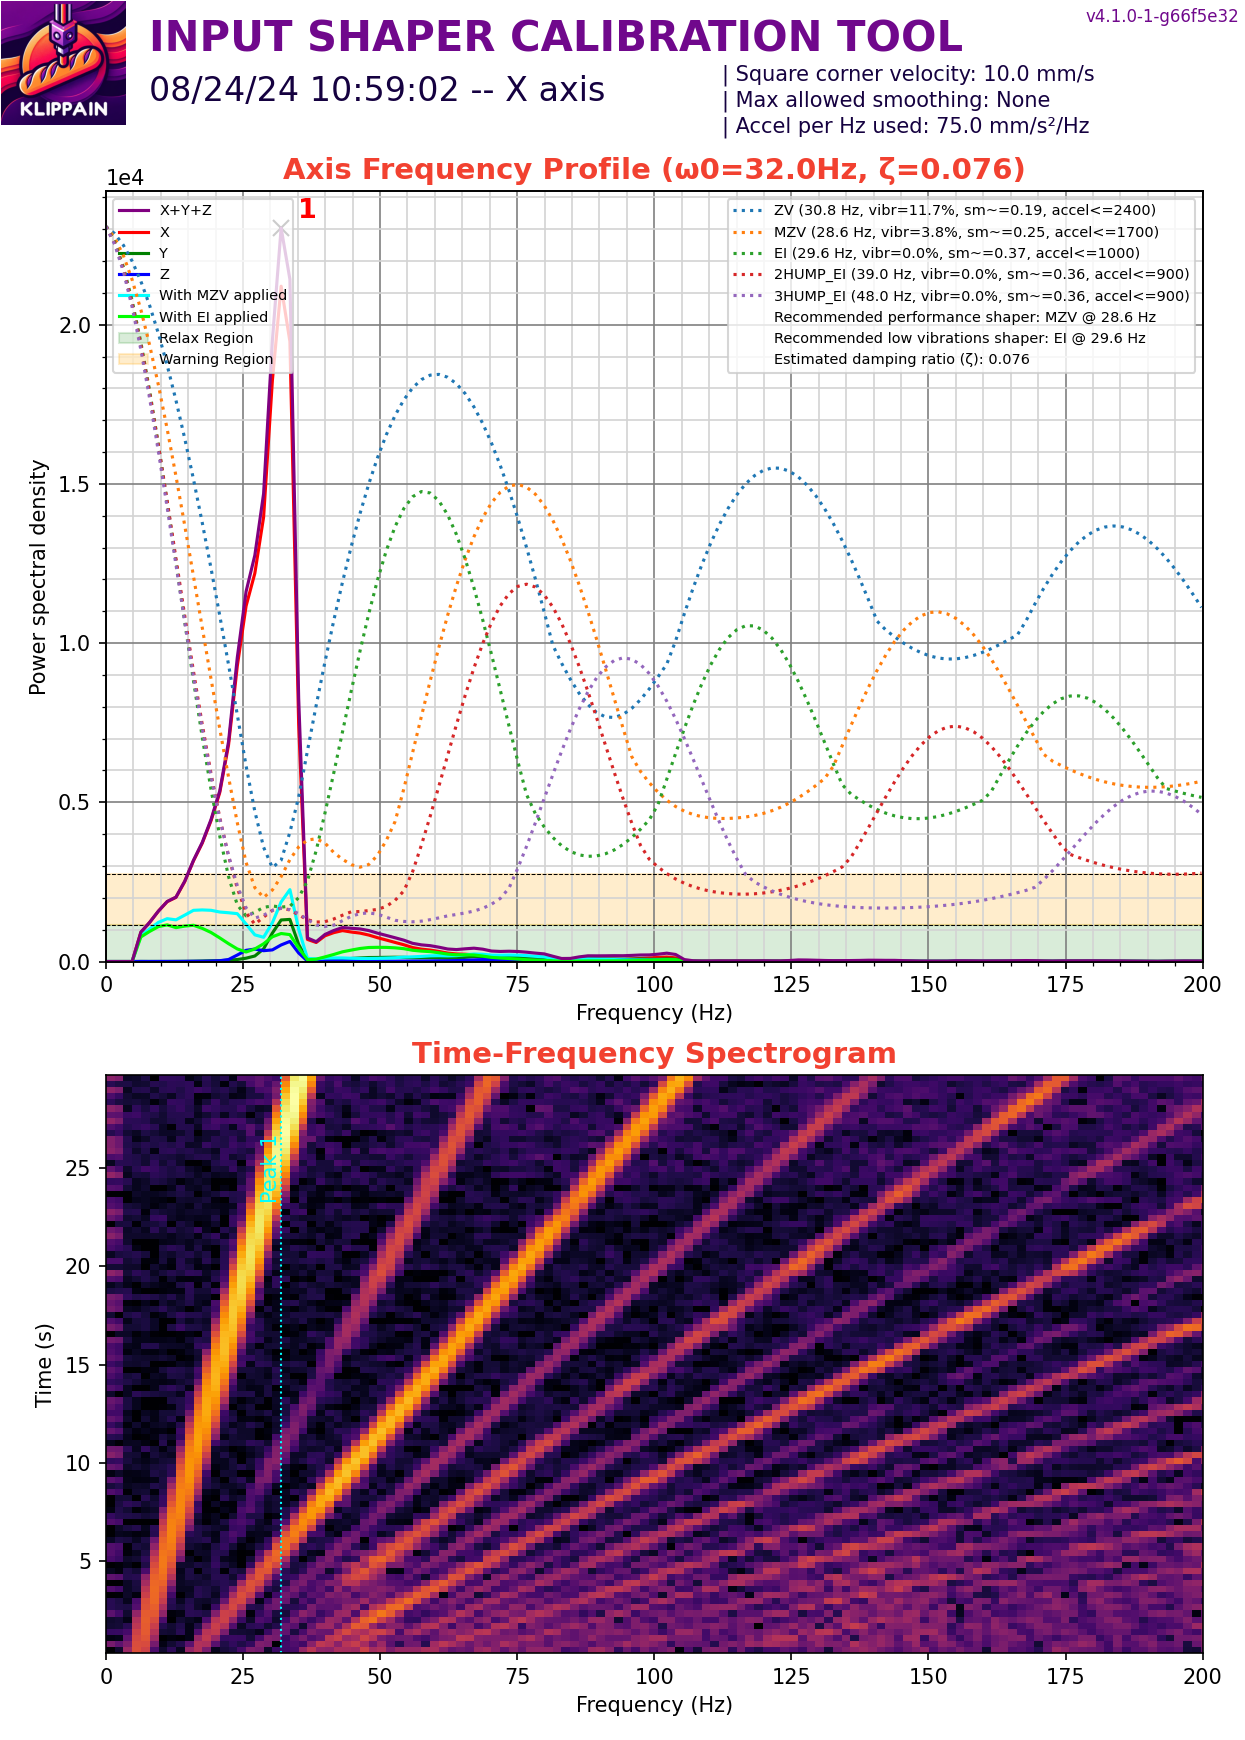 v4.1.0-1-g66f5e32
INPUT SHAPER CALIBRATION TOOL
08/24/24 10:59:02 -- X axis
| Square corner velocity: 10.0 mm/s
| Max allowed smoothing: None
| Accel per Hz used: 75.0 mm/s²/Hz
KLIPPAIN
Axis Frequency Profile (ω0=32.0Hz, ζ=0.076)
1e4
1
X+Y+Z
X
Y
Z
With MZV applied
With EI applied
Relax Region
Warning Region
ZV (30.8 Hz, vibr=11.7%, sm~=0.19, accel<=2400)
MZV (28.6 Hz, vibr=3.8%, sm~=0.25, accel<=1700)
EI (29.6 Hz, vibr=0.0%, sm~=0.37, accel<=1000)
2HUMP_EI (39.0 Hz, vibr=0.0%, sm~=0.36, accel<=900)
3HUMP_EI (48.0 Hz, vibr=0.0%, sm~=0.36, accel<=900)
Recommended performance shaper: MZV @ 28.6 Hz
Recommended low vibrations shaper: EI @ 29.6 Hz
Estimated damping ratio (ζ): 0.076
Power spectral density
2.0
1.5
1.0
0.5
0.0
0 25 50 75 100 125 150 175 200
Frequency (Hz)
Time-Frequency Spectrogram
Peak 1
Time (s)
25
20
15
10
5
0 25 50 75 100 125 150 175 200
Frequency (Hz)